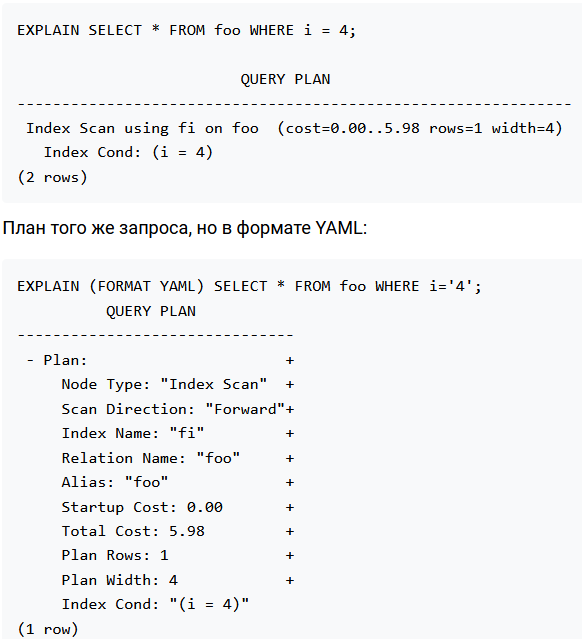 EXPLAIN SELECT * FROM foo WHERE i = 4;
QUERY PLAN
--------------------------------------------------------------
Index Scan using fi on foo  (cost=0.00..5.98 rows=1 width=4)
Index Cond: (i = 4)
(2 rows)
План того же запроса, но в формате YAML:
EXPLAIN (FORMAT YAML) SELECT * FROM foo WHERE i='4';
QUERY PLAN
-------------------------------
- Plan:                      +
Node Type: "Index Scan"  +
Scan Direction: "Forward"+
Index Name: "fi"         +
Relation Name: "foo"     +
Alias: "foo"             +
Startup Cost: 0.00       +
Total Cost: 5.98         +
Plan Rows: 1             +
Plan Width: 4            +
Index Cond: "(i = 4)"
(1 row)